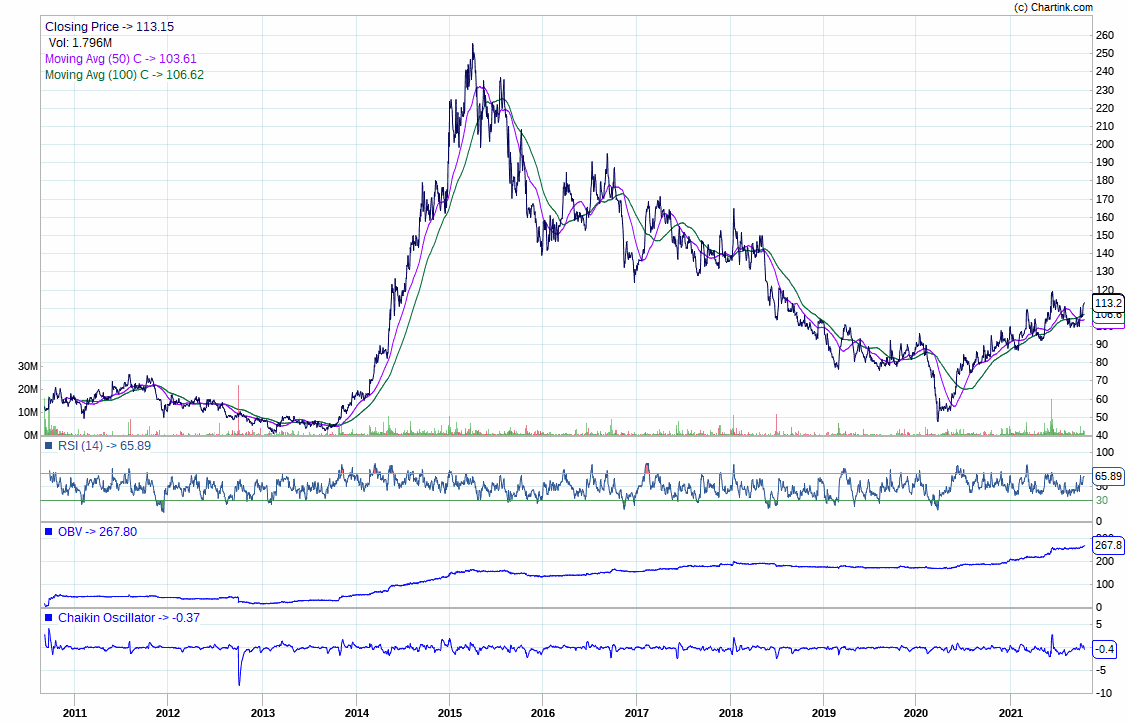 (c) Chartink.com
Closing Price -> 113.15
Vol: 1.796M
Moving Avg (50) C -> 103.61
Moving Avg (100) C -> 106.62
260
250
240
230
220
210
200
190
180
170
160
150
140
130
120
113.2
106.6
90
80
70
60
50
40
30M
20M
10M
0M
RSI (14) -> 65.89
100
65.89
50
30
0
OBV -> 267.80
267.8
200
100
0
Chaikin Oscillator -> -0.37
5
-0.4
-5
-10
2011 2012 2013 2014 2015 2016 2017 2018 2019 2020 2021